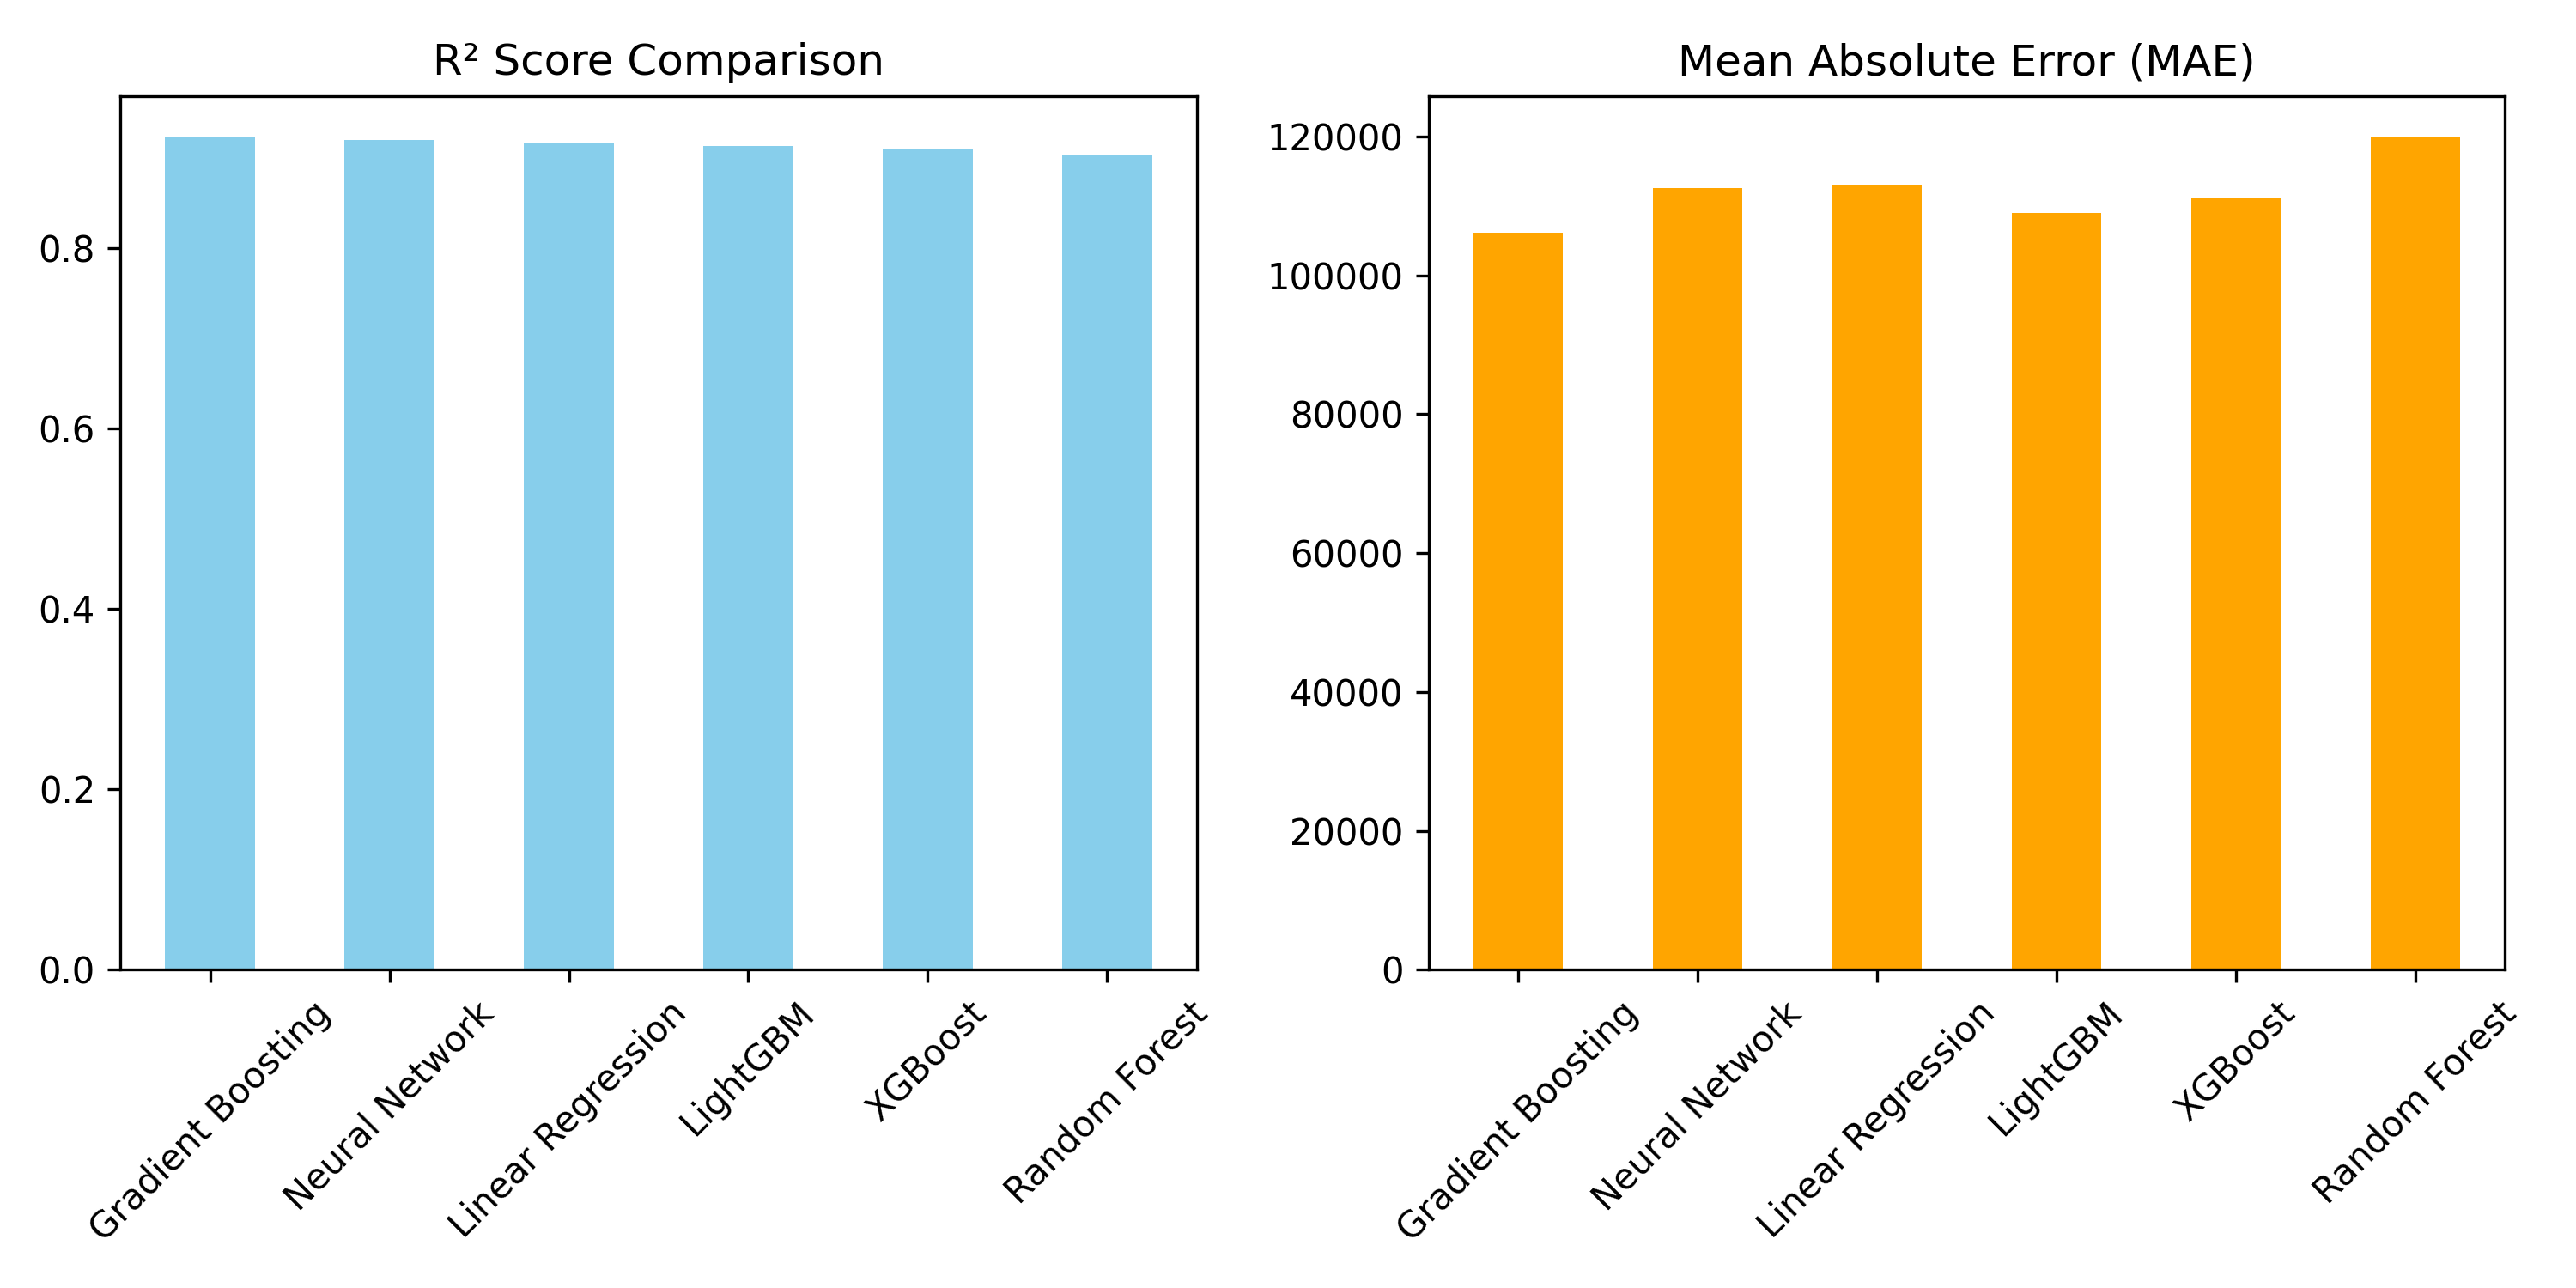 R² Score Comparison
0.8
0.6
0.4
0.2
0.0
Gradient Boosting
Neural Network
Linear Regression
LightGBM
XGBoost
Random Forest
Mean Absolute Error (MAE)
120000
100000
80000
60000
40000
20000
0
Gradient Boosting
Neural Network
Linear Regression
LightGBM
XGBoost
Random Forest